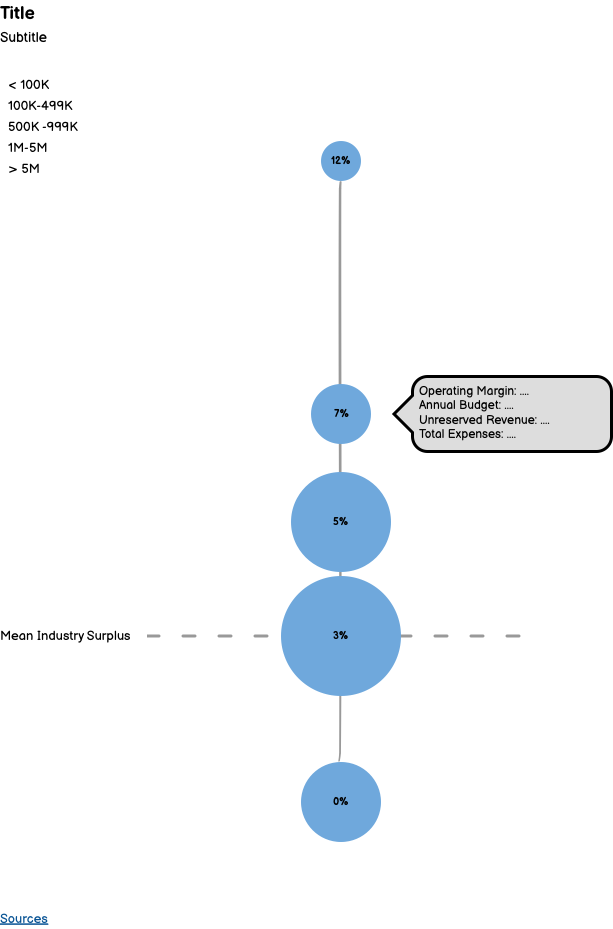 Title
Subtitle
< 100K
100K-499K
500K -999K
1M-5M
> 5M
12%
7%
Operating Margin: ....
Annual Budget: ....
Unreserved Revenue: ....
Total Expenses: ....
5%
Mean Industry Surplus
3%
0%
Sources